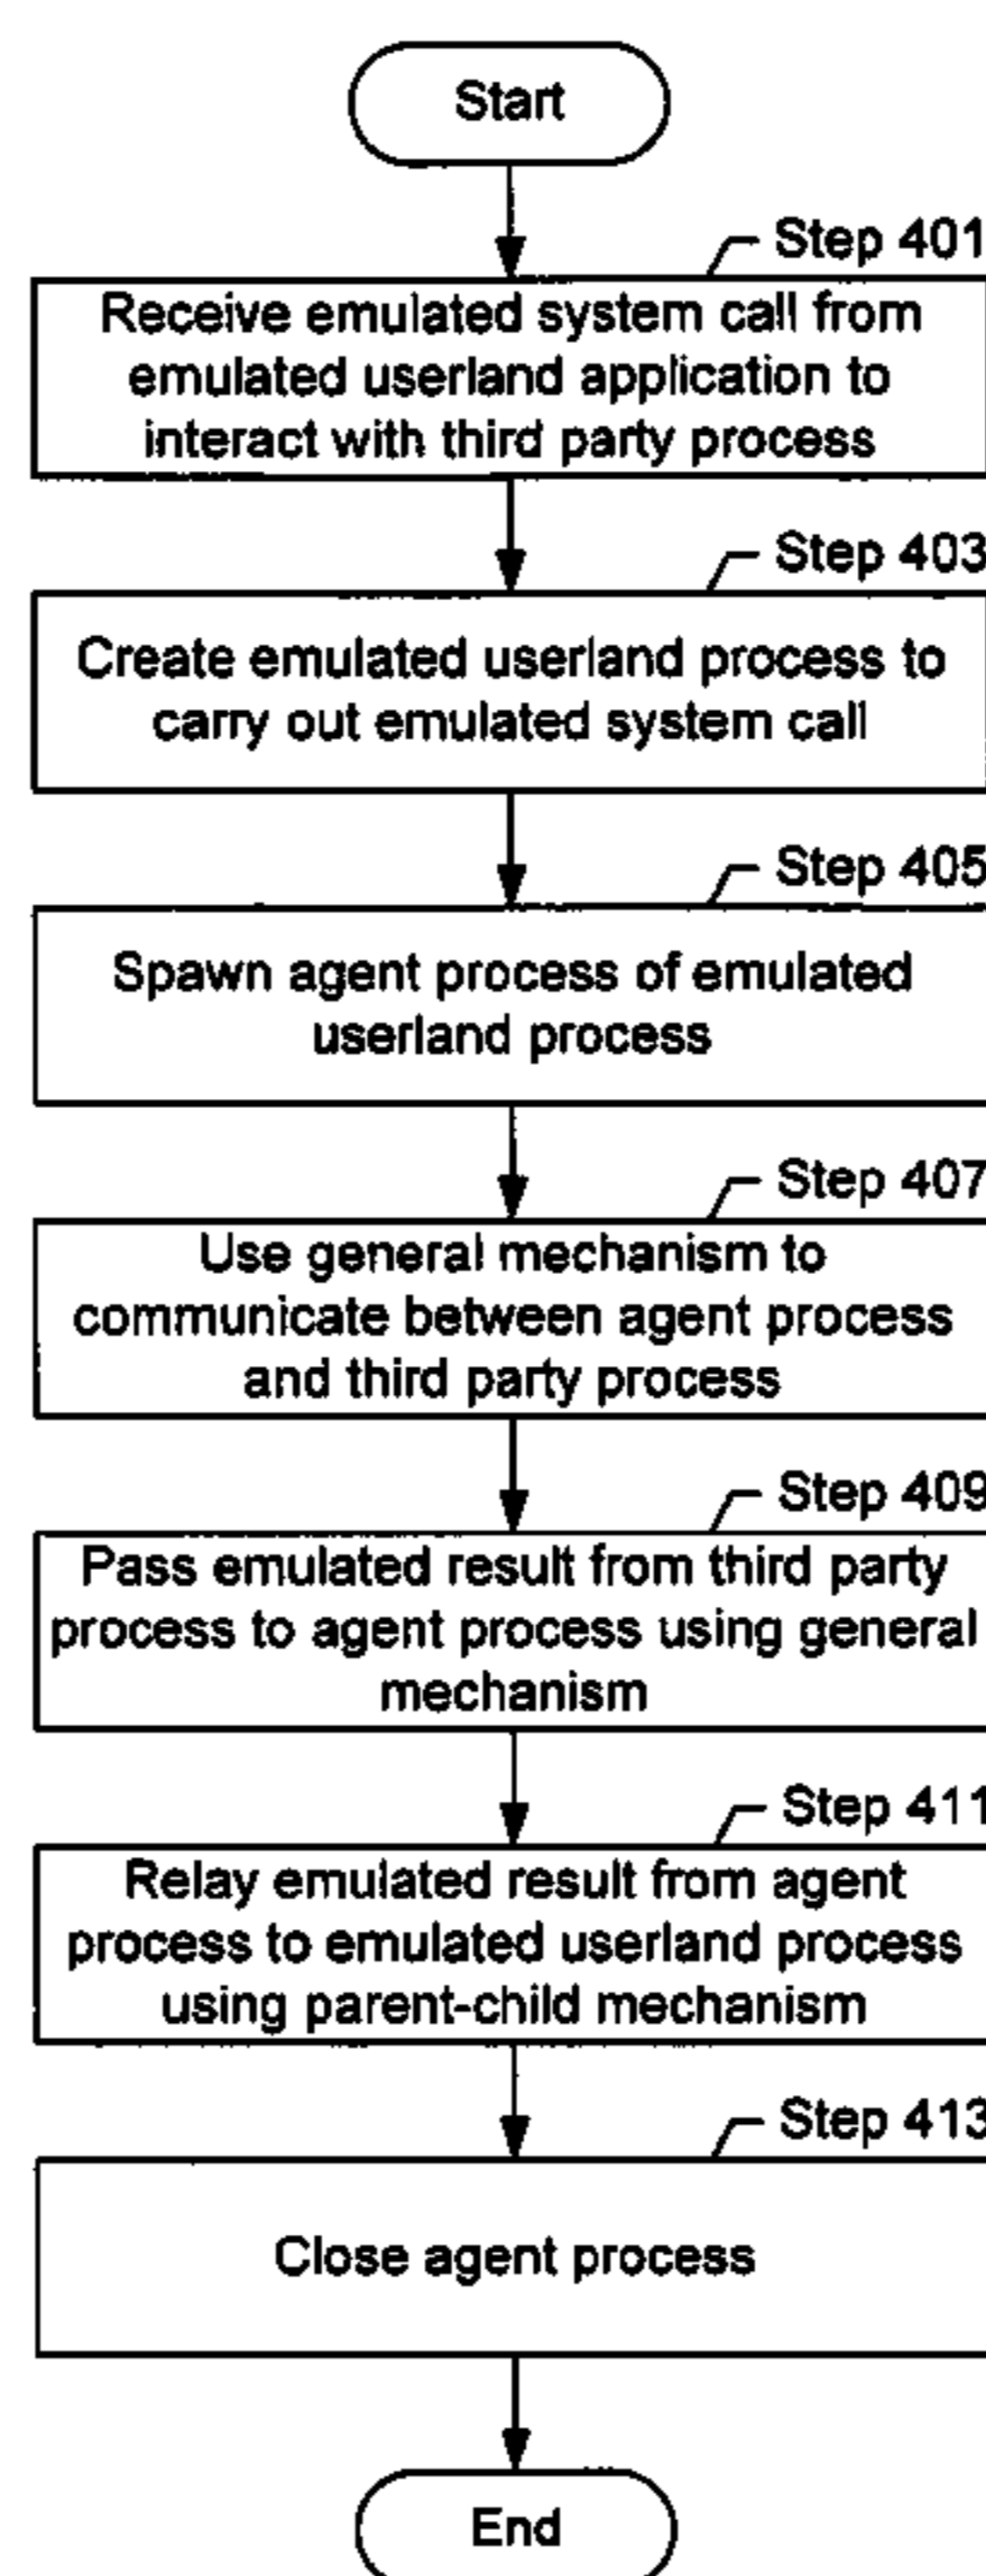 Start
Step 401
Receive emulated system call from
emulated userland application to
interact with third party process
Step 403
Create emulated userland process to
carry out emulated system call
Step 405
Spawn agent process of emulated
userland process
Step 407
Use general mechanism to
communicate between agent process
and third party process
Step 409
Pass emulated result from third party
process to agent process using general
mechanism
Step 411
Relay emulated result from agent
process to emulated userland process
using parent-child mechanism
Step 413
Close agent process
End